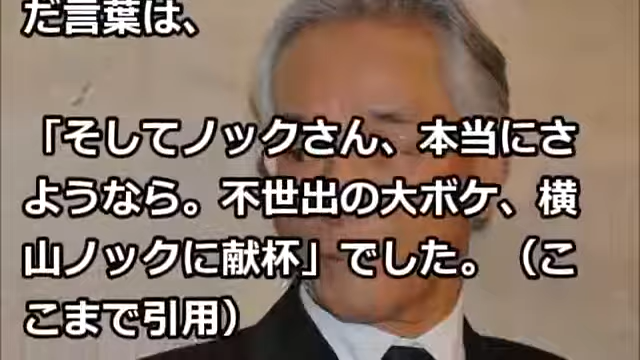 だ言葉は、
「そしてノックさん、本当にさ
ようなら。不世出の大ボケ、横
山ノックに献杯」でした。（こ
こまで引用）